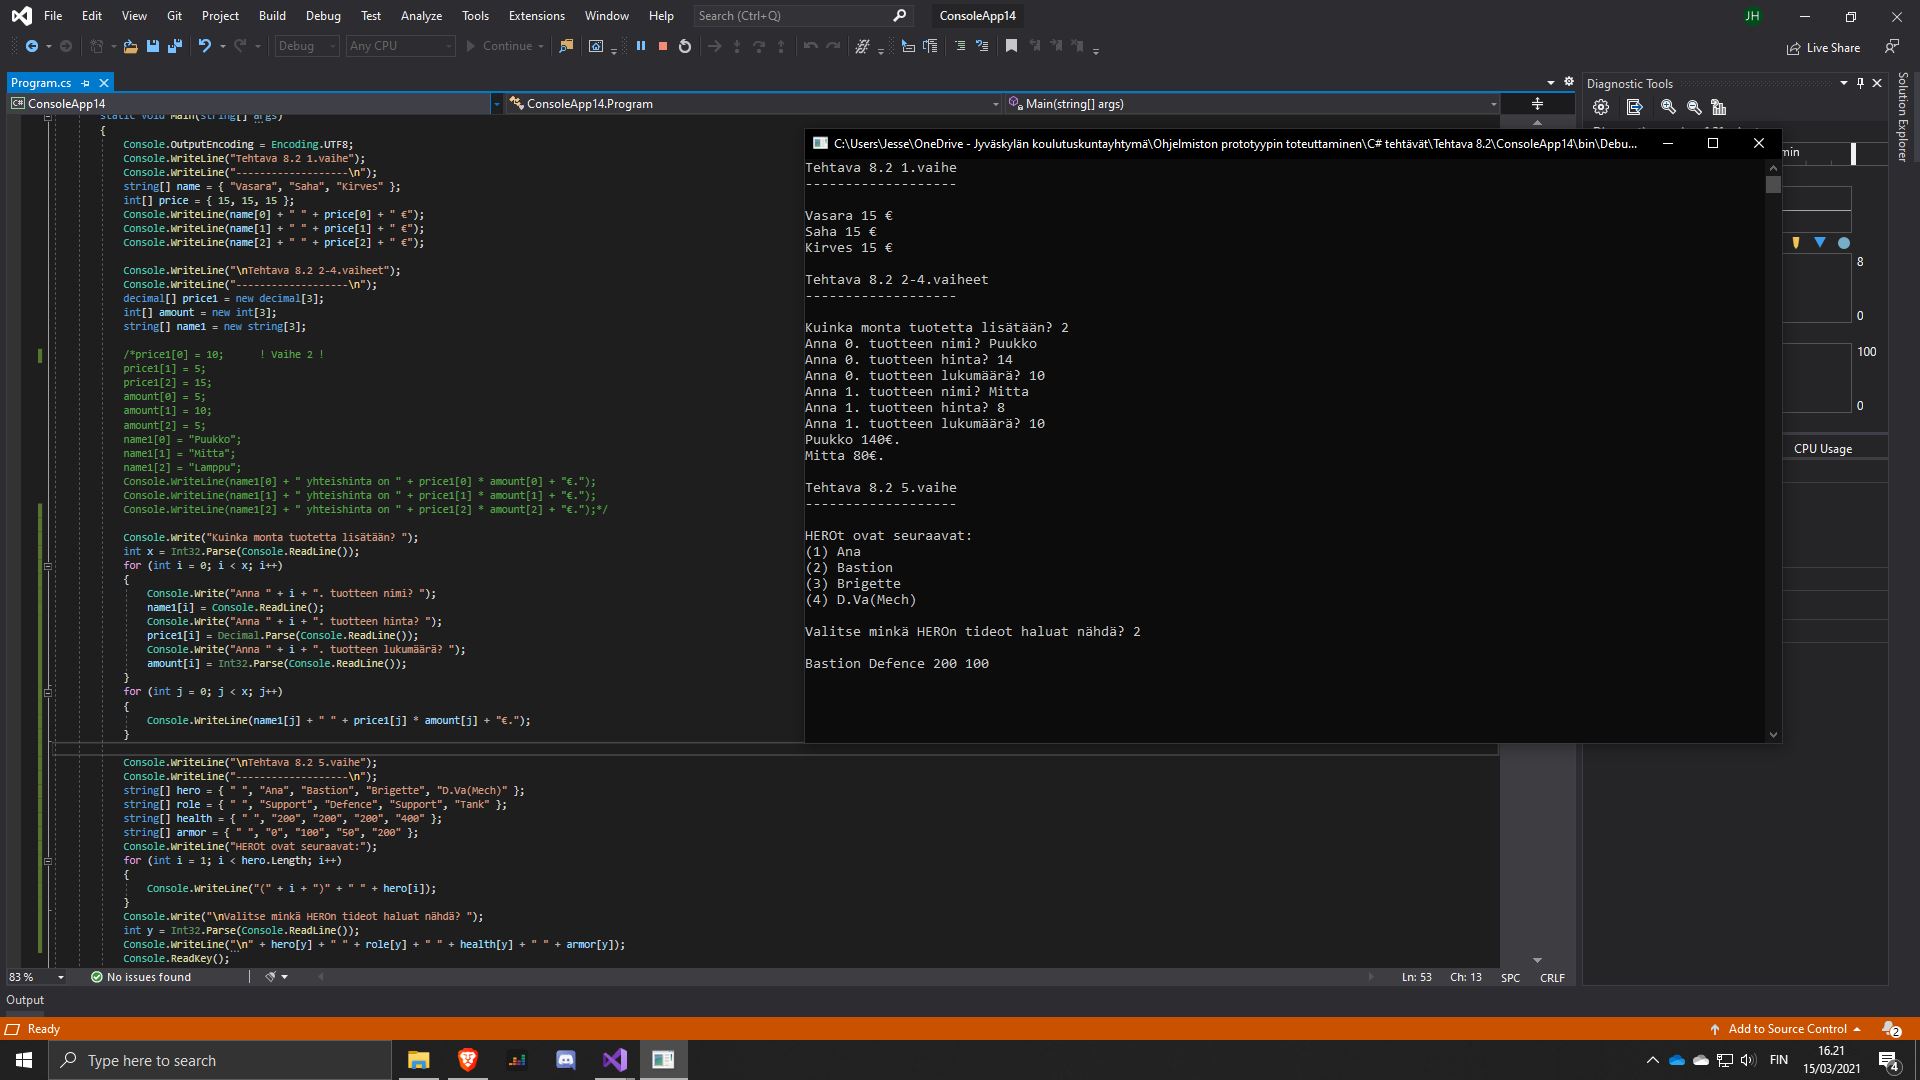 File Edit View Git Project Build Debug Test Analyze Tools Extensions Window Help Search (Ctrl+Q) ConsoleApp14 JH
Debug Any CPU Continue Live Share
Program.cs
ConsoleApp14 ConsoleApp14.Program Main(string[] args)
static void Main(string[] args)
{
Console.OutputEncoding = Encoding.UTF8;
Console.WriteLine("Tehtava 8.2 1.vaihe");
Console.WriteLine("-------------------\n");
string[] name = { "Vasara", "Saha", "Kirves" };
int[] price = { 15, 15, 15 };
Console.WriteLine(name[0] + " " + price[0] + " €");
Console.WriteLine(name[1] + " " + price[1] + " €");
Console.WriteLine(name[2] + " " + price[2] + " €");
Console.WriteLine("\nTehtava 8.2 2-4.vaiheet");
Console.WriteLine("-------------------\n");
decimal[] price1 = new decimal[3];
int[] amount = new int[3];
string[] name1 = new string[3];
/*price1[0] = 10; ! Vaihe 2 !
price1[1] = 5;
price1[2] = 15;
amount[0] = 5;
amount[1] = 10;
amount[2] = 5;
name1[0] = "Puukko";
name1[1] = "Mitta";
name1[2] = "Lamppu";
Console.WriteLine(name1[0] + " yhteishinta on " + price1[0] * amount[0] + "€.");
Console.WriteLine(name1[1] + " yhteishinta on " + price1[1] * amount[1] + "€.");
Console.WriteLine(name1[2] + " yhteishinta on " + price1[2] * amount[2] + "€.");*/
Console.Write("Kuinka monta tuotetta lisätään? ");
int x = Int32.Parse(Console.ReadLine());
for (int i = 0; i < x; i++)
{
Console.Write("Anna " + i + ". tuotteen nimi? ");
name1[i] = Console.ReadLine();
Console.Write("Anna " + i + ". tuotteen hinta? ");
price1[i] = Decimal.Parse(Console.ReadLine());
Console.Write("Anna " + i + ". tuotteen lukumäärä? ");
amount[i] = Int32.Parse(Console.ReadLine());
}
for (int j = 0; j < x; j++)
{
Console.WriteLine(name1[j] + " " + price1[j] * amount[j] + "€.");
}
Console.WriteLine("\nTehtava 8.2 5.vaihe");
Console.WriteLine("-------------------\n");
string[] hero = { " ", "Ana", "Bastion", "Brigette", "D.Va(Mech)" };
string[] role = { " ", "Support", "Defence", "Support", "Tank" };
string[] health = { " ", "200", "200", "200", "400" };
string[] armor = { " ", "0", "100", "50", "200" };
Console.WriteLine("HEROt ovat seuraavat:");
for (int i = 1; i < hero.Length; i++)
{
Console.WriteLine("(" + i + ")" + " " + hero[i]);
}
Console.Write("\nValitse minkä HEROn tideot haluat nähdä? ");
int y = Int32.Parse(Console.ReadLine());
Console.WriteLine("\n" + hero[y] + " " + role[y] + " " + health[y] + " " + armor[y]);
Console.ReadKey();
C:\Users\Jesse\OneDrive - Jyväskylän koulutuskuntayhtymä\Ohjelmiston prototyypin toteuttaminen\C# tehtävät\Tehtava 8.2\ConsoleApp14\bin\Debu...
Tehtava 8.2 1.vaihe
-------------------
Vasara 15 €
Saha 15 €
Kirves 15 €
Tehtava 8.2 2-4.vaiheet
-------------------
Kuinka monta tuotetta lisätään? 2
Anna 0. tuotteen nimi? Puukko
Anna 0. tuotteen hinta? 14
Anna 0. tuotteen lukumäärä? 10
Anna 1. tuotteen nimi? Mitta
Anna 1. tuotteen hinta? 8
Anna 1. tuotteen lukumäärä? 10
Puukko 140€.
Mitta 80€.
Tehtava 8.2 5.vaihe
-------------------
HEROt ovat seuraavat:
(1) Ana
(2) Bastion
(3) Brigette
(4) D.Va(Mech)
Valitse minkä HEROn tideot haluat nähdä? 2
Bastion Defence 200 100
Diagnostic Tools
min
8
0
100
0
CPU Usage
Solution Explorer
83 % No issues found Ln: 53 Ch: 13 SPC CRLF
Output
Ready Add to Source Control 2
Type here to search FIN 16.21
15/03/2021 4